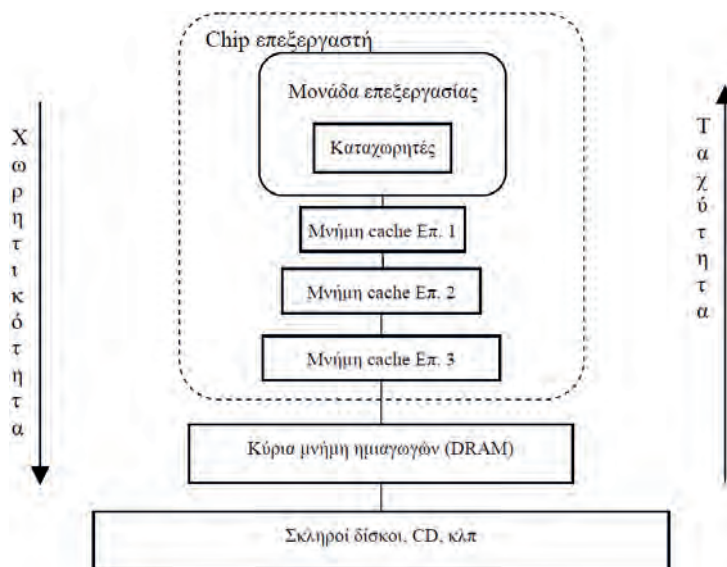 Chip επεξεργαστή
Μονάδα επεξεργασίας
Καταχωρητές
Μνήμη cache Επ. 1
Μνήμη cache Επ. 2
Μνήμη cache Επ. 3
Κύρια μνήμη ημιαγωγών (DRAM)
Σκληροί δίσκοι, CD, κλπ
Χωρητικότητα
Ταχύτητα